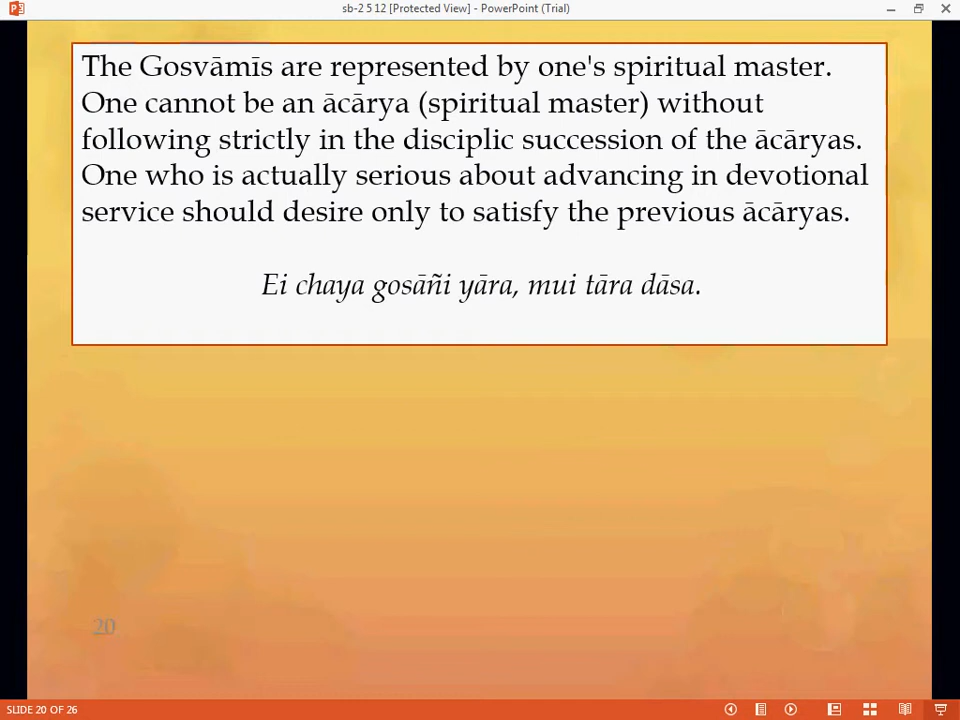 sb-2 5 12 [Protected View] - PowerPoint (Trial)
The Gosvāmīs are represented by one's spiritual master.
One cannot be an ācārya (spiritual master) without
following strictly in the disciplic succession of the ācāryas.
One who is actually serious about advancing in devotional
service should desire only to satisfy the previous ācāryas.
Ei chaya gosāñi yāra, mui tāra dāsa.
20
SLIDE 20 OF 26